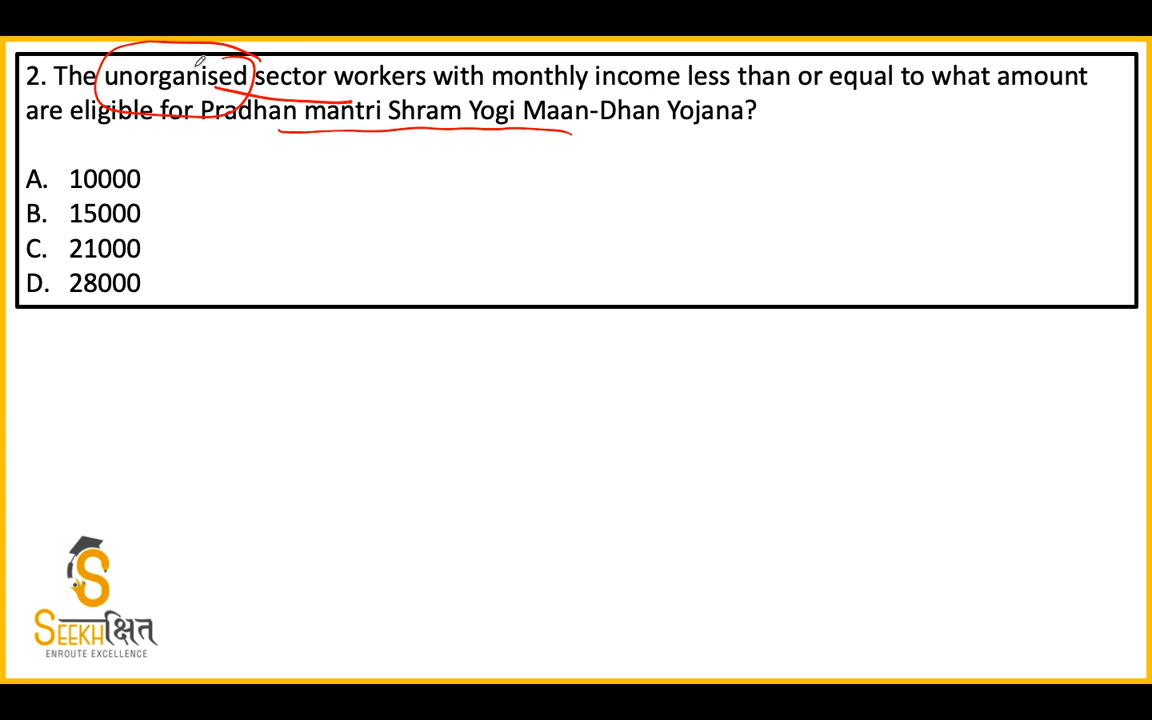 2. The unorganised sector workers with monthly income less than or equal to what amount
are eligible for Pradhan mantri Shram Yogi Maan-Dhan Yojana?
A. 10000
B. 15000
C. 21000
D. 28000
SEEKHक्षित
ENROUTE EXCELLENCE